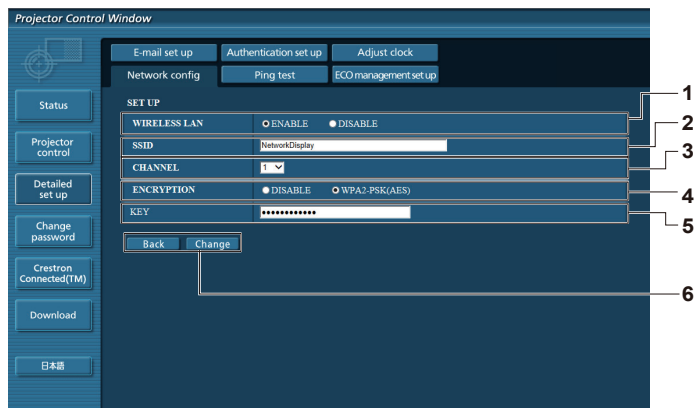 Projector Control Window
E-mail set up
Authentication set up
Adjust clock
Network config
Ping test
ECO management set up
Status
Projector
control
Detailed
set up
Change
password
Crestron
Connected(TM)
Download
日本語
SET UP
WIRELESS LAN ENABLE DISABLE
SSID NetworkDisplay
CHANNEL 1
ENCRYPTION DISABLE WPA2-PSK(AES)
KEY ••••••••••••
Back Change
1
2
3
4
5
6